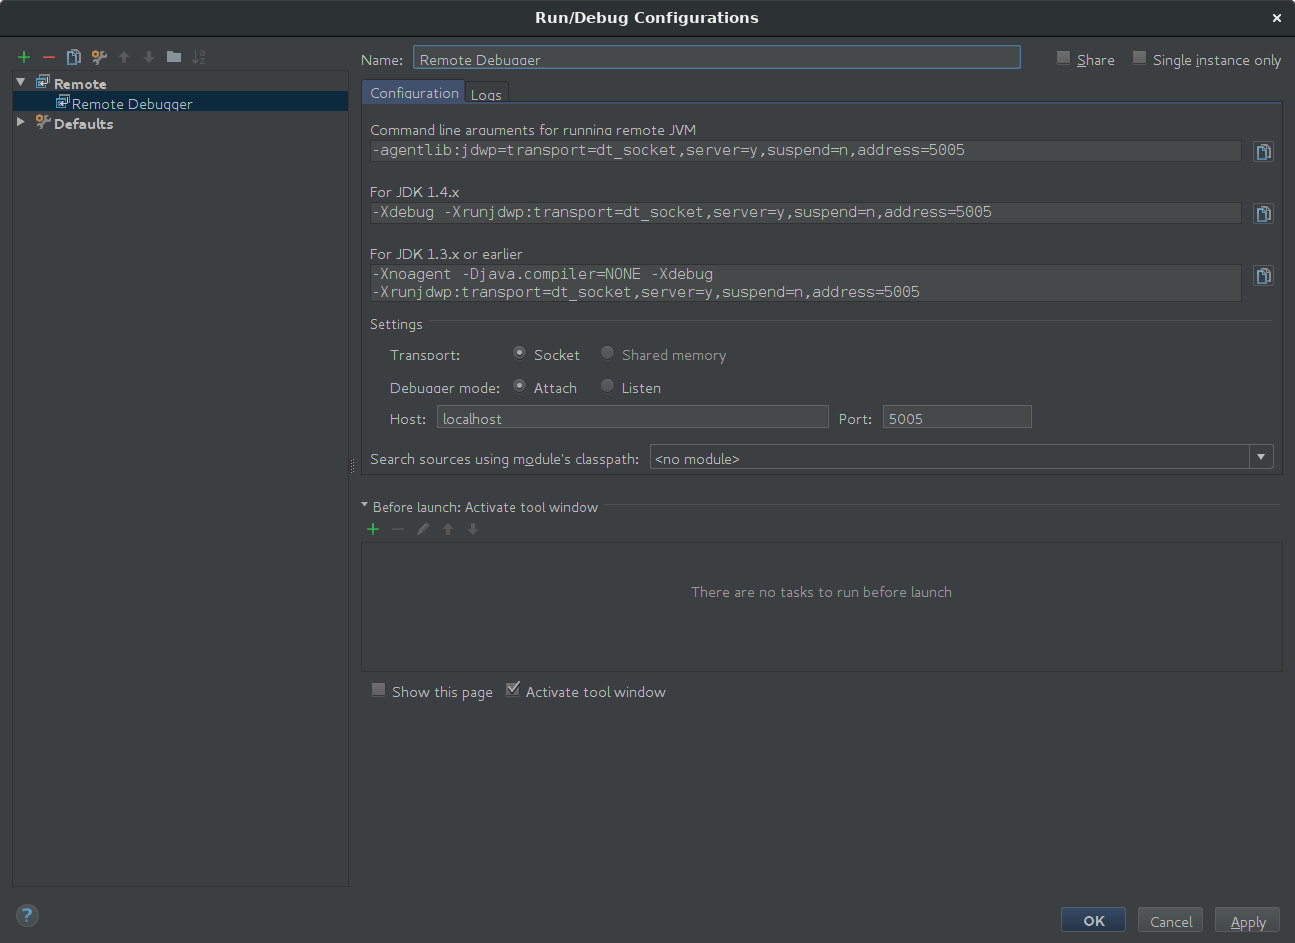 Run/Debug Configurations
Remote
Remote Debugger
Defaults
Name: Remote Debugger Share Single instance only
Configuration Logs
Command line arguments for running remote JVM
-agentlib:jdwp=transport=dt_socket,server=y,suspend=n,address=5005
For JDK 1.4.x
-Xdebug -Xrunjdwp:transport=dt_socket,server=y,suspend=n,address=5005
For JDK 1.3.x or earlier
-Xnoagent -Djava.compiler=NONE -Xdebug
-Xrunjdwp:transport=dt_socket,server=y,suspend=n,address=5005
Settings
Transport: Socket Shared memory
Debugger mode: Attach Listen
Host: localhost Port: 5005
Search sources using module's classpath: <no module>
Before launch: Activate tool window
There are no tasks to run before launch
Show this page Activate tool window
? OK Cancel Apply